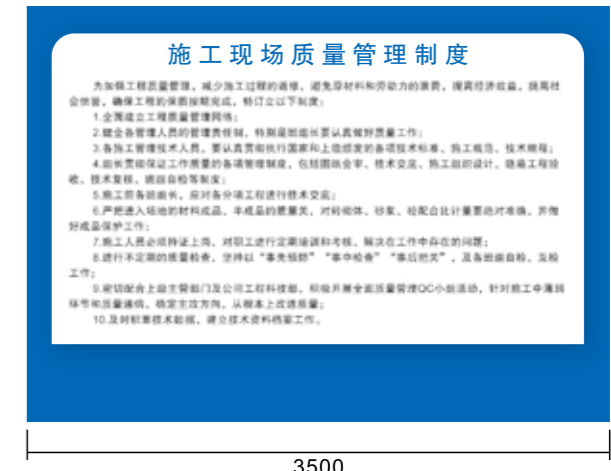 施工现场质量管理制度
为加强工程质量管理，减少施工过程的返修，避免原材料和劳动力的浪费，提高经济效益，提高社
会信誉，确保工程的保质按期完成，特订立以下制度：
1.全面建立工程质量管理网络；
2.健全各管理人员的管理责任制，特别是班组长要认真做好质量工作；
3.各施工管理技术人员，要认真贯彻执行国家和上级颁发的各项技术标准、施工规范、技术规程；
4.组长贯彻保证工作质量的各项管理制度，包括图纸会审、技术交底、施工组织设计、隐蔽工程验
收、技术复核、班组自检等制度；
5.施工前各班组长，应对各分项工程进行技术交底；
6.严把进入场地的材料成品、半成品的质量关，对砖砌体、砂浆、砼配合比计量要绝对准确，并做
好成品保护工作；
7.施工人员必须持证上岗，对职工进行定期培训和考核，解决在工作中存在的问题；
8.进行不定期的质量检查，坚持以“事先预防”“事中检查”“事后把关”，及各班组自检、互检
工作；
9.密切配合上级主管部门及公司工程科技部，积极开展全面质量管理QC小组活动，针对施工中薄弱
环节和质量通病，确定主攻方向，从根本上改进质量；
10.及时积累技术数据，建立技术资料档案工作。
3500